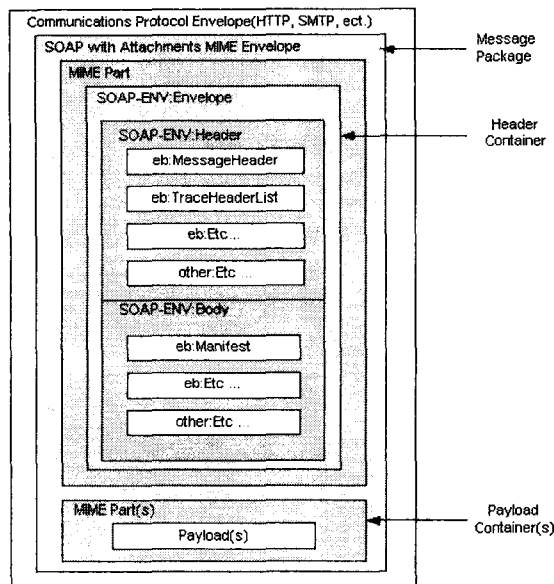 Communications Protocol Envelope(HTTP, SMTP, ect.)
SOAP with Attachments MIME Envelope
Message
Package
MIME Part
SOAP-ENV:Envelope
Header
Container
SOAP-ENV:Header
eb:MessageHeader
eb:TraceHeaderList
eb:Etc ...
other:Etc ...
SOAP-ENV:Body
eb:Manifest
eb:Etc ...
other:Etc ...
MIME Part(s)
Payload(s)
Payload
Container(s)